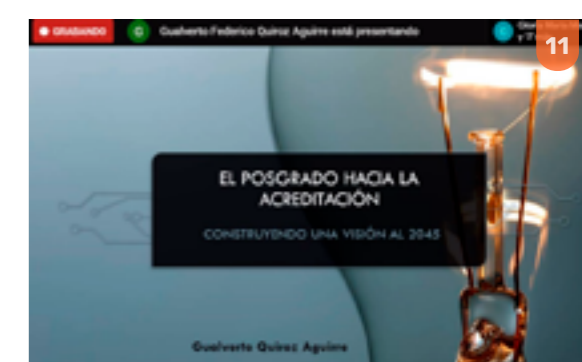 GRABANDO
G
Gualverto Federico Quiroz Aguirre está presentando
11
EL POSGRADO HACIA LA
ACREDITACIÓN
CONSTRUYENDO UNA VISIÓN AL 2045
Gualverto Quiroz Aguirre